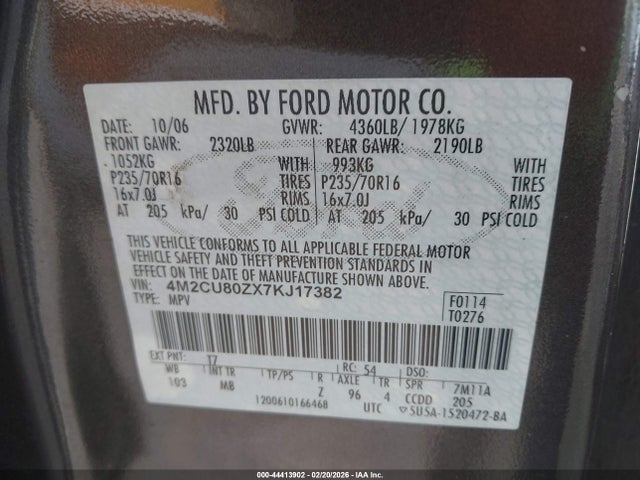 MFD. BY FORD MOTOR CO.
DATE: 10/06 GVWR: 4360LB/ 1978KG
FRONT GAWR: 2320LB REAR GAWR: 2190LB
1052KG WITH 993KG WITH
P235/70R16 TIRES P235/70R16 TIRES
16x7.0J RIMS 16x7.0J RIMS
AT 205 kPa/ 30 PSI COLD AT 205 kPa/ 30 PSI COLD
THIS VEHICLE CONFORMS TO ALL APPLICABLE FEDERAL MOTOR
VEHICLE SAFETY AND THEFT PREVENTION STANDARDS IN
EFFECT ON THE DATE OF MANUFACTURE SHOWN ABOVE.
VIN: 4M2CU80ZX7KJ17382
TYPE: MPV
F0114
T0276
EXT PNT: T7 RC: 54 DSO:
WB INT TR TP/PS R AXLE TR SPR 7M11A
103 MB Z 96 4 CCDD 205
1200610166468 UTC 5U5A-1520472-BA
Ford
000-44413902 - 02/20/2026 - IAAI, Inc.